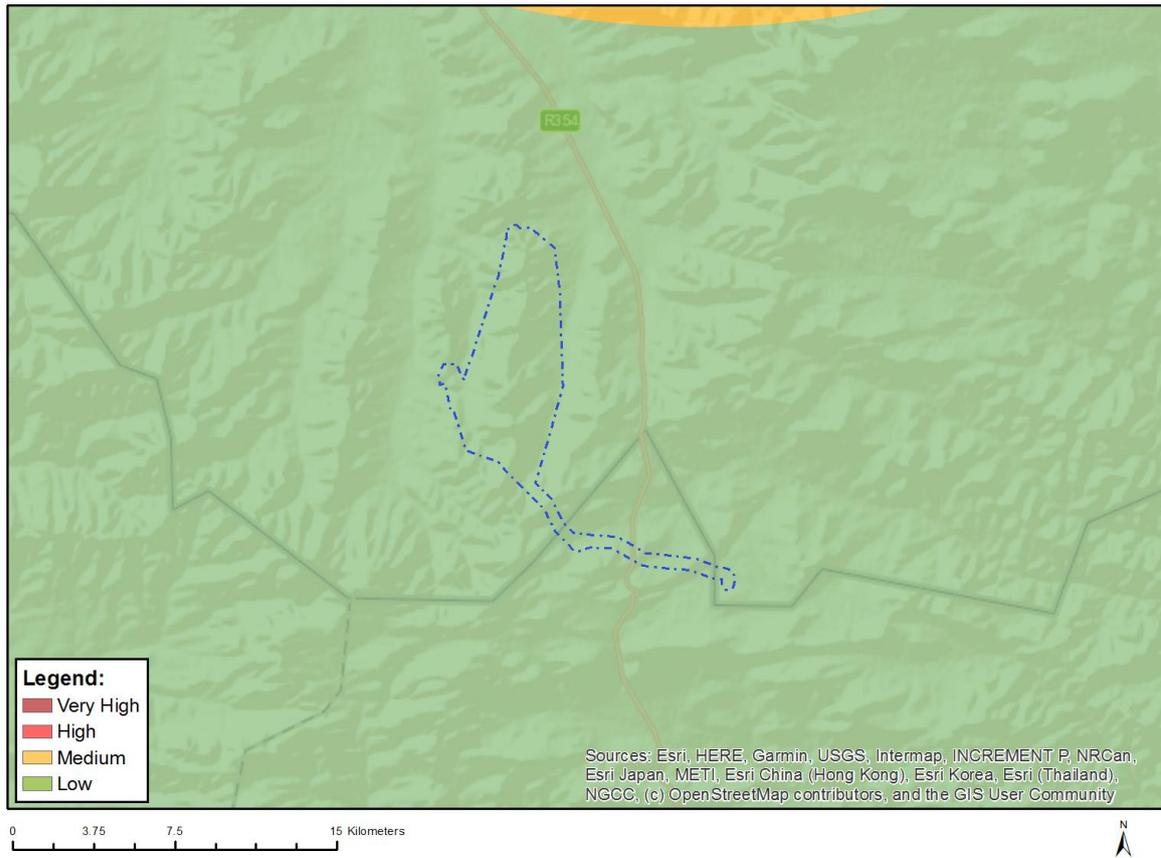 R354
Legend:
Very High
High
Medium
Low
Sources: Esri, HERE, Garmin, USGS, Intermap, INCREMENT P, NRCan,
Esri Japan, METI, Esri China (Hong Kong), Esri Korea, Esri (Thailand),
NGCC, (c) OpenStreetMap contributors, and the GIS User Community
0 3.75 7.5 15 Kilometers
N